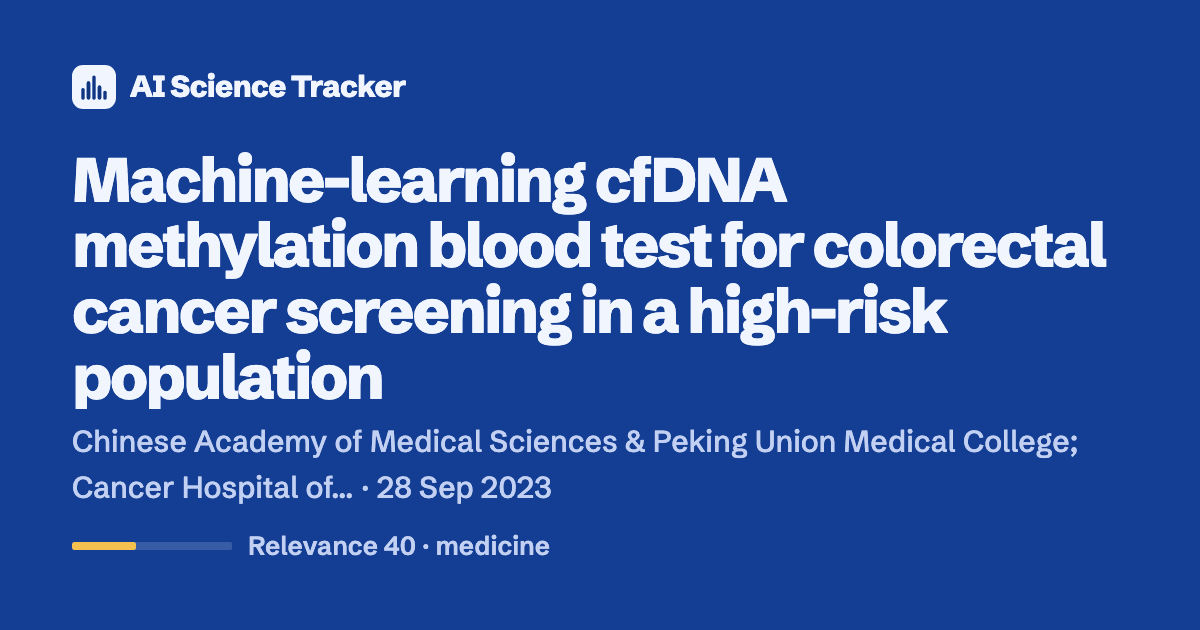 AI Science Tracker
Machine-learning cfDNA
methylation blood test for colorectal
cancer screening in a high-risk
population
Chinese Academy of Medical Sciences & Peking Union Medical College;
Cancer Hospital of... · 28 Sep 2023
Relevance 40 · medicine